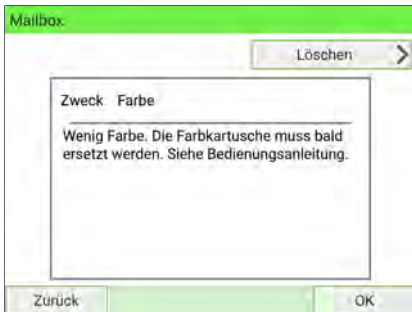 Mailbox
Löschen
Zweck Farbe
Wenig Farbe. Die Farbkartusche muss bald
ersetzt werden. Siehe Bedienungsanleitung.
Zurück
OK